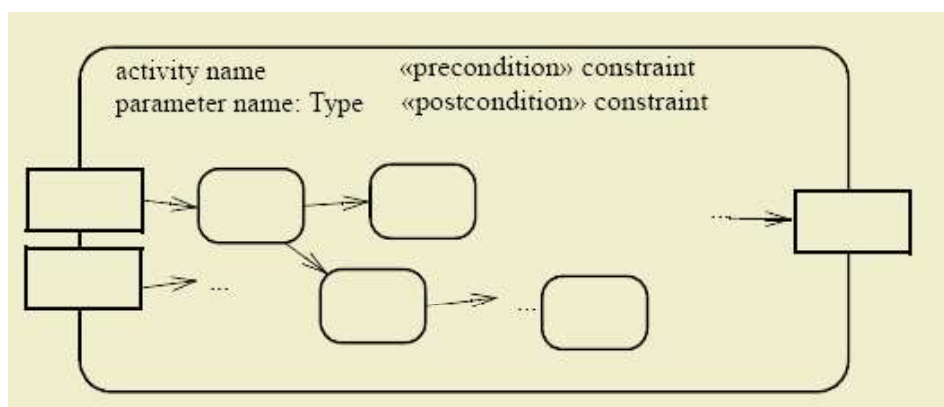 activity name
«precondition» constraint
parameter name: Type
«postcondition» constraint
...
...
...